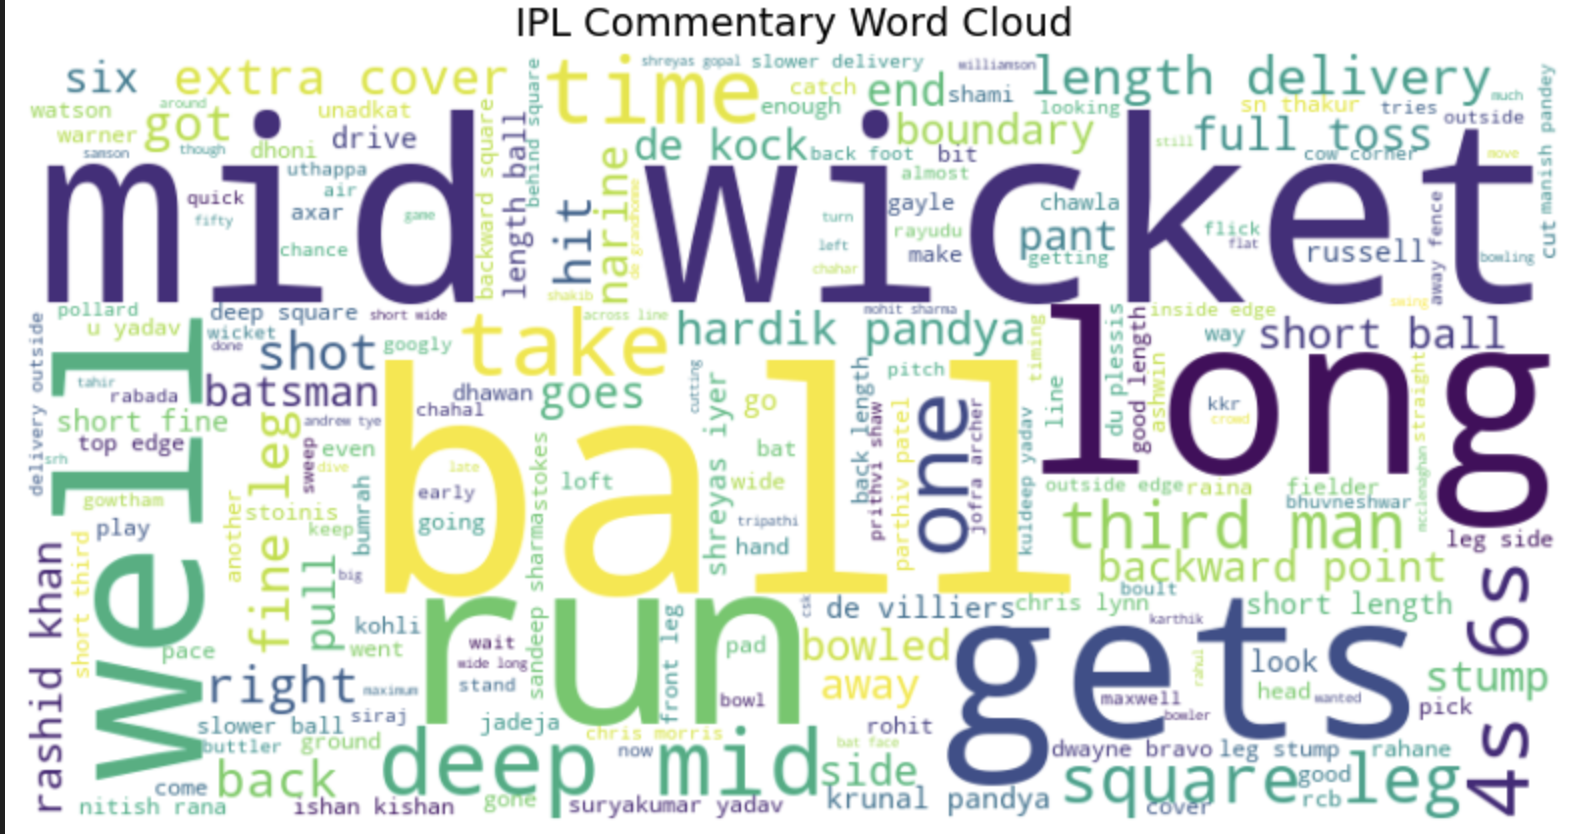 IPL Commentary Word Cloud
six
extra cover
time
shreyas gopal
slower delivery
williamson
length delivery
watson
around
unadkat
behind square
catch
enough
end
shami
looking
sn thakur
tries
much
outside
warner
got
drive
samson
though
dhoni
backward square
length ball
de kock
boundary
back foot
bit
still
full toss
cow corner
move
manish pandey
mid wicket
uthappa
air
quick
axar
fifty
game
chance
hit
narine
de grandhomme
almost
gayle
chawla
turn
rayudu
pant
flick
flat
left
make
getting
russell
away fence
bowling
cut
chahar
shakib
swing
pollard
deep square
short wide
across line
mohit sharma
inside edge
u yadav
wicket
done
shot
googly
take
hardik pandya
timing
du plessis
good length
way
short ball
delivery outside
well
tahir
rabada
batsman
dhawan
chahal
goes
cutting
shreyas iyer
go
back length
pitch
one
line
ashwin
long
kkr
crowd
straight
short fine
andrew tye
top edge
even
srh
dive
sweep
fine leg
ball
late
early
going
loft
bat
wide
prithvi shaw
parthiv patel
jofra archer
kuldeep yadav
outside edge
raina
fielder
bhuvneshwar
mcclenaghan
gowtham
stoinis
another
play
keep
bumrah
stokes
tripathi
hand
third man
leg side
rashid khan
short third
pull
big
sandeep sharma
backward point
boult
pace
kohli
went
wait
wide long
stand
run
front leg
pad
csk
de villiers
chris lynn
short length
karthik
bowled
gets
rahul
look
head
wanted
stump
4s 6s
right
maximum
siraj
away
bowl
maxwell
bowler
pick
slower ball
jadeja
chris morris
rohit
buttler
ground
now
bat face
dwayne bravo
leg stump
rahane
come
back
deep mid
side
square leg
good
nitish rana
ishan kishan
gone
suryakumar yadav
krunal pandya
cover
rcb